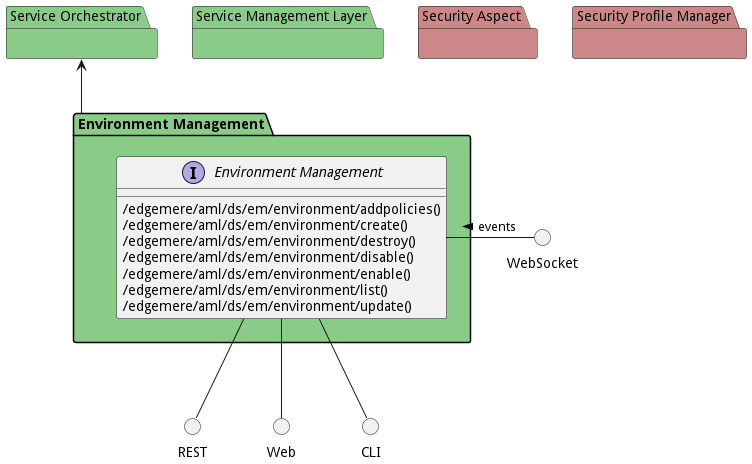 Service Orchestrator
Service Management Layer
Security Aspect
Security Profile Manager
Environment Management
I
Environment Management
/edgemere/aml/ds/em/environment/addpolicies()
/edgemere/aml/ds/em/environment/create()
/edgemere/aml/ds/em/environment/destroy()
/edgemere/aml/ds/em/environment/disable()
/edgemere/aml/ds/em/environment/enable()
/edgemere/aml/ds/em/environment/list()
/edgemere/aml/ds/em/environment/update()
events
WebSocket
REST
Web
CLI